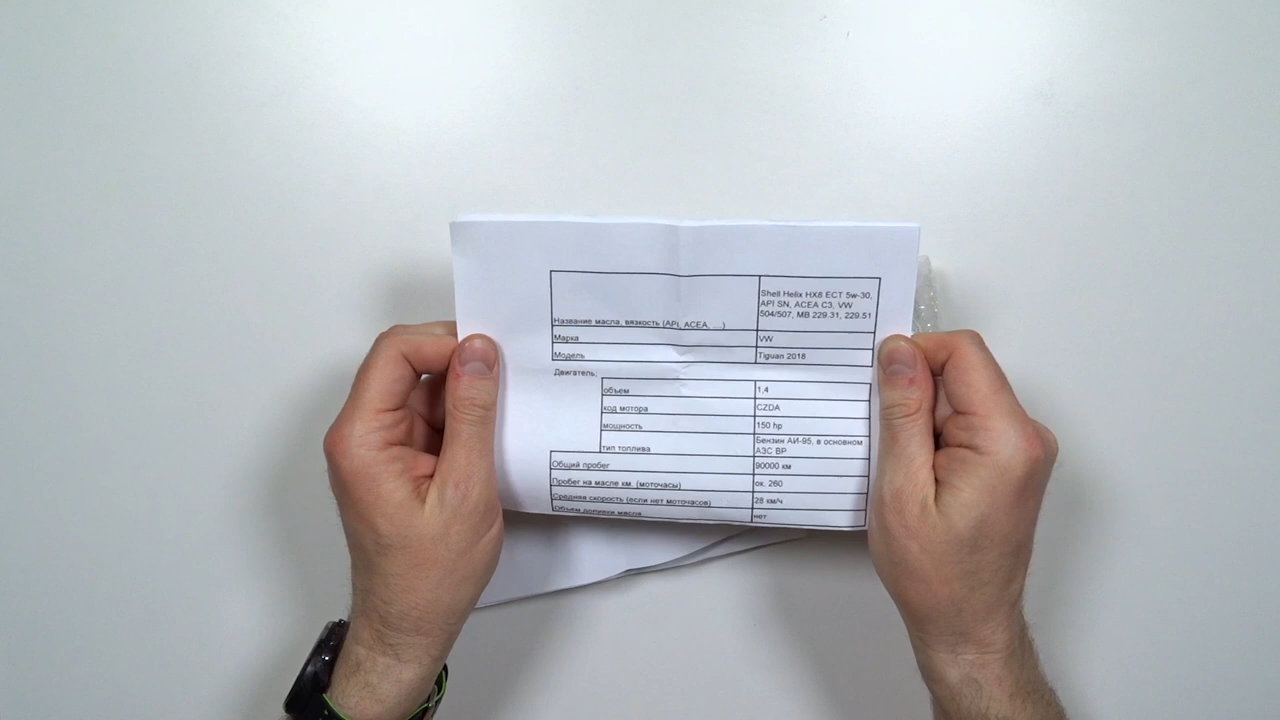 Название масла, вязкость (API, ACEA, ....)
Shell Helix HX8 ECT 5w-30,
API SN, ACEA C3, VW
504/507, MB 229.31, 229.51
Марка VW
Модель Tiguan 2018
Двигатель:
объем 1,4
код мотора CZDA
мощность 150 hp
тип топлива
Бензин АИ-95, в основном
АЗС BP
Общий пробег 90000 км
Пробег на масле км. (моточасы) ок. 260
Средняя скорость (если нет моточасов) 28 км/ч
Объем доливки масла нет